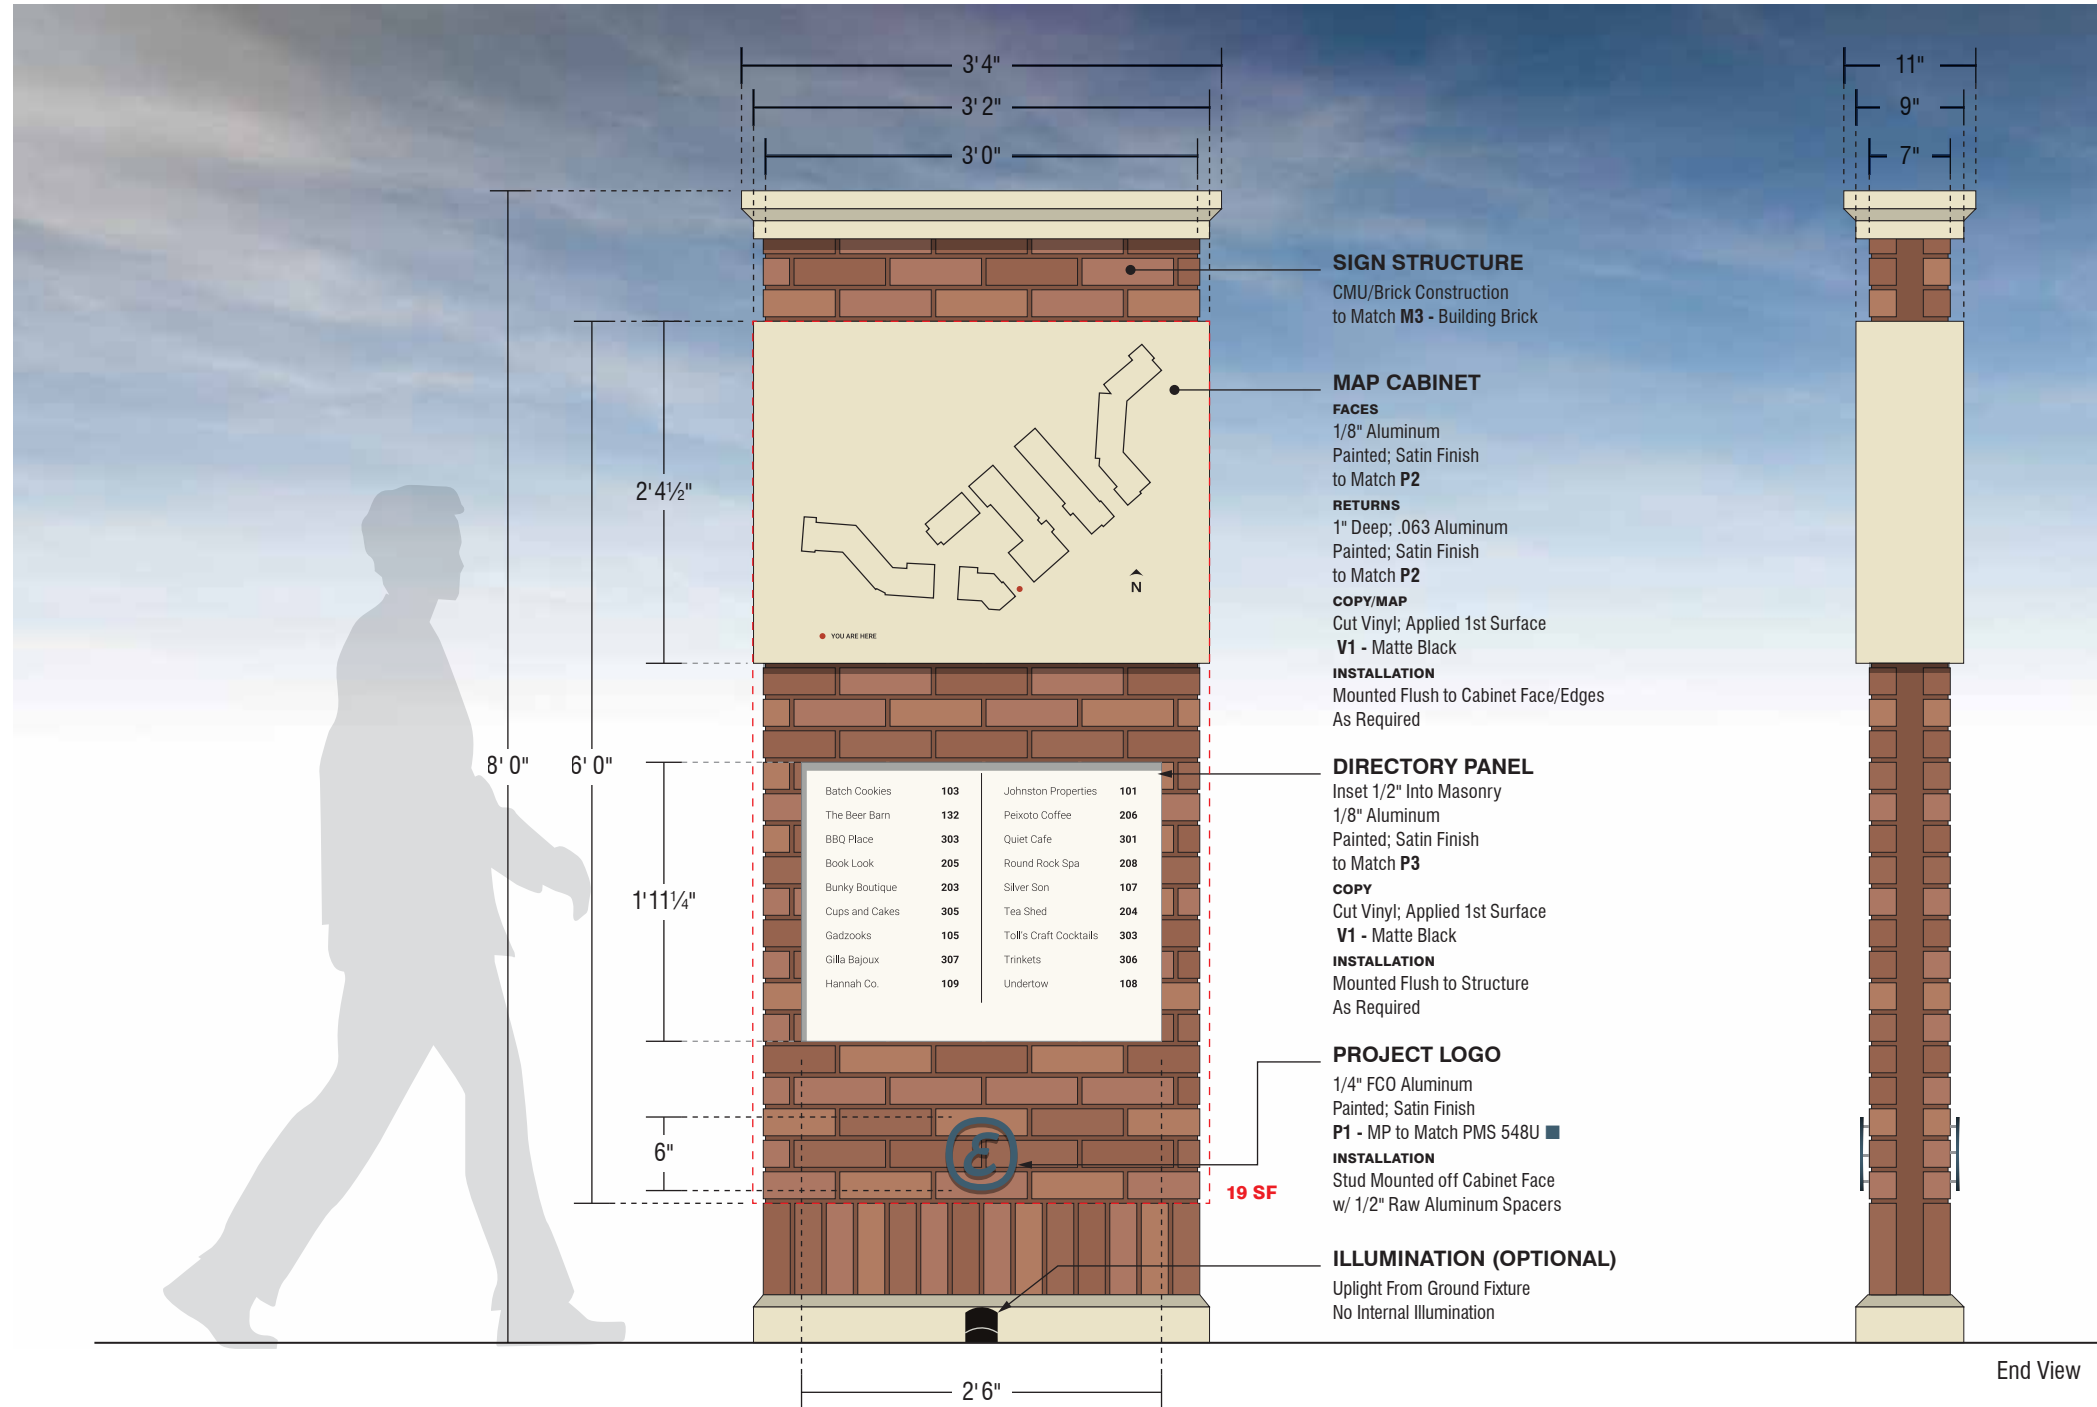 3'4"
11"
3'2"
9"
3'0"
7"
SIGN STRUCTURE
CMU/Brick Construction
to Match M3 - Building Brick
MAP CABINET
FACES
1/8" Aluminum
Painted; Satin Finish
to Match P2
RETURNS
1" Deep; .063 Aluminum
Painted; Satin Finish
to Match P2
COPY/MAP
Cut Vinyl; Applied 1st Surface
V1 - Matte Black
INSTALLATION
Mounted Flush to Cabinet Face/Edges
As Required
2'4½"
N
YOU ARE HERE
8'0"
6'0"
DIRECTORY PANEL
Inset 1/2" Into Masonry
1/8" Aluminum
Painted; Satin Finish
to Match P3
COPY
Cut Vinyl; Applied 1st Surface
V1 - Matte Black
INSTALLATION
Mounted Flush to Structure
As Required
1'11¼"
Batch Cookies 103
The Beer Barn 132
BBQ Place 303
Book Look 205
Bunky Boutique 203
Cups and Cakes 305
Gadzooks 105
Gilla Bajoux 307
Hannah Co. 109
Johnston Properties 101
Peixoto Coffee 206
Quiet Cafe 301
Round Rock Spa 208
Silver Son 107
Tea Shed 204
Toll's Craft Cocktails 303
Trinkets 306
Undertow 108
PROJECT LOGO
1/4" FCO Aluminum
Painted; Satin Finish
P1 - MP to Match PMS 548U
INSTALLATION
Stud Mounted off Cabinet Face
w/ 1/2" Raw Aluminum Spacers
6"
19 SF
ILLUMINATION (OPTIONAL)
Uplight From Ground Fixture
No Internal Illumination
2'6"
End View